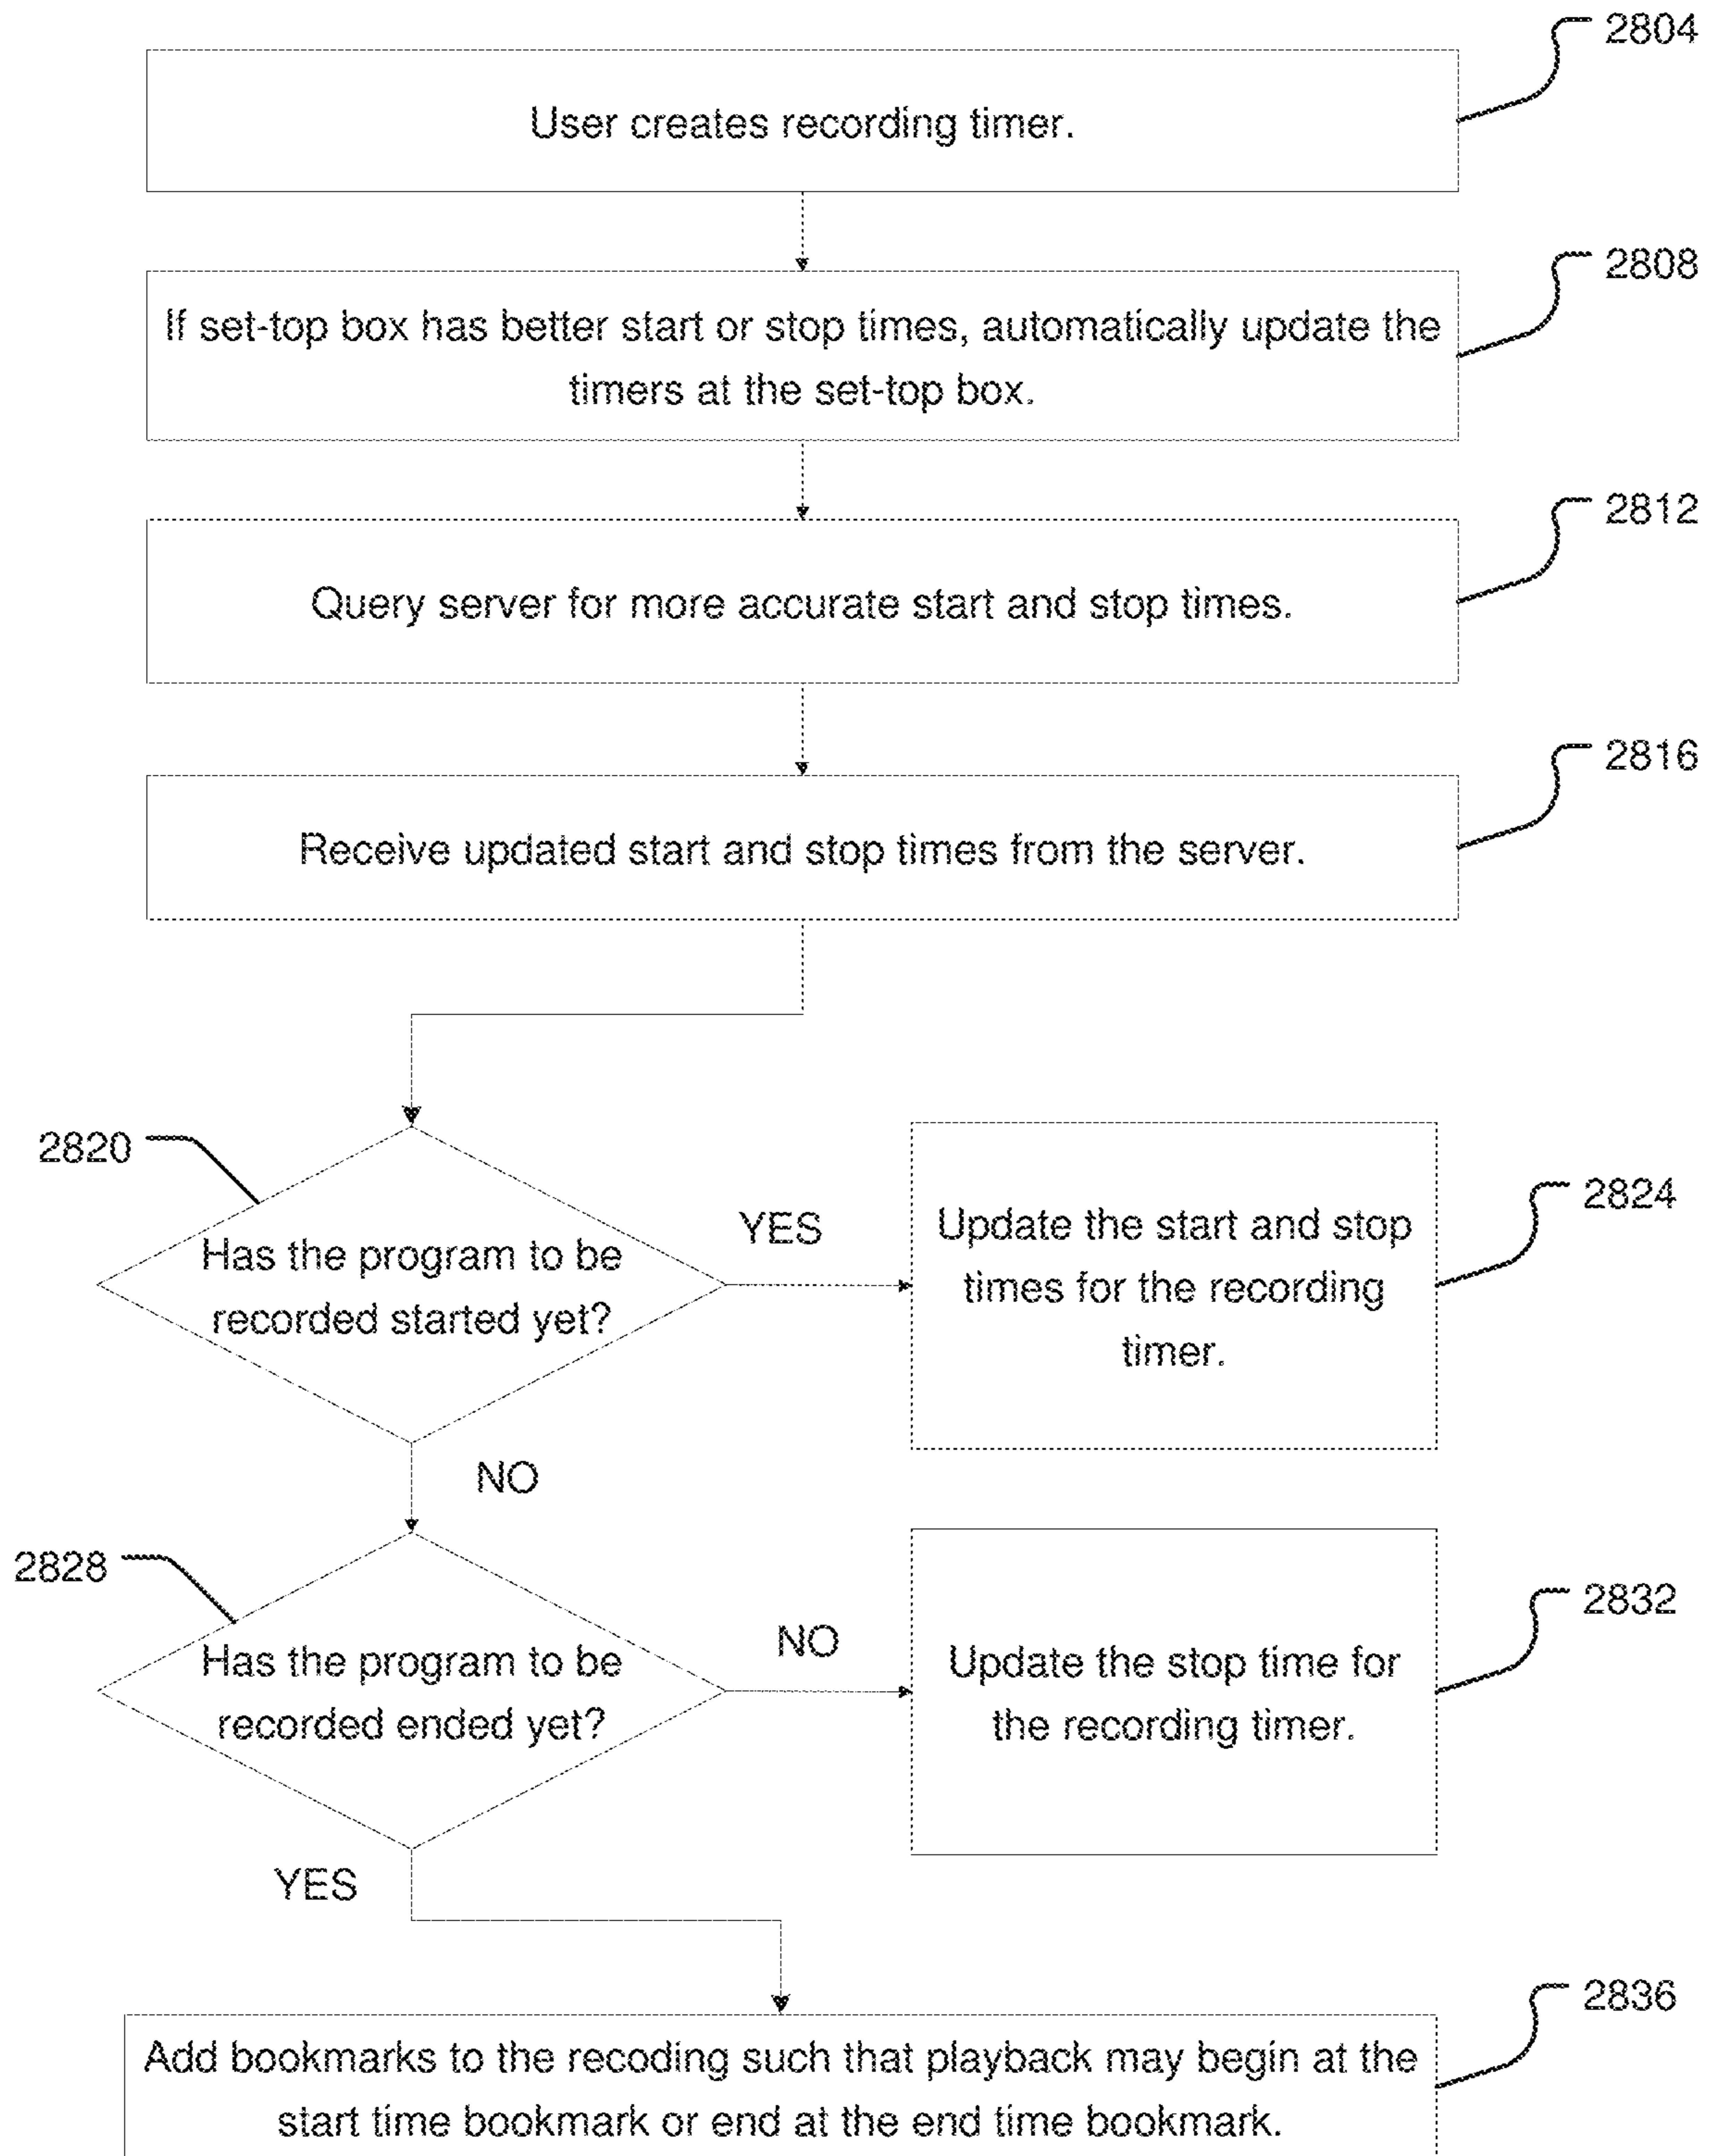 2804
User creates recording timer.
2808
If set-top box has better start or stop times, automatically update the
timers at the set-top box.
2812
Query server for more accurate start and stop times.
2816
Receive updated start and stop times from the server.
2820
Has the program to be
recorded started yet?
YES
2824
Update the start and stop
times for the recording
timer.
NO
2828
Has the program to be
recorded ended yet?
NO
2832
Update the stop time for
the recording timer.
YES
2836
Add bookmarks to the recoding such that playback may begin at the
start time bookmark or end at the end time bookmark.